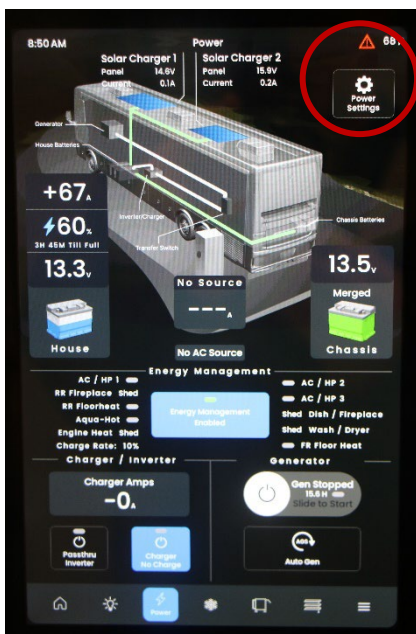 8:50 AM
Power
68
Solar Charger 1
Panel 14.6V
Current 0.1A
Solar Charger 2
Panel 15.9V
Current 0.2A
Power Settings
Generator
House Batteries
Inverter/Charger
Transfer Switch
Chassis Batteries
+67A
60%
3H 45M Till Full
13.3V
House
No Source
---A
No AC Source
13.5V
Merged
Chassis
Energy Management
AC / HP 1
RR Fireplace Shed
RR Floorheat
Aqua-Hot
Engine Heat Shed
Charge Rate: 10%
Energy Management
Enabled
AC / HP 2
AC / HP 3
Shed Dish / Fireplace
Shed Wash / Dryer
FR Floor Heat
Charger / Inverter
Charger Amps
-0A
Passthru
Inverter
Charger
No Charge
Generator
Gen Stopped
15.6 H
Slide to Start
AGS
Auto Gen
Power